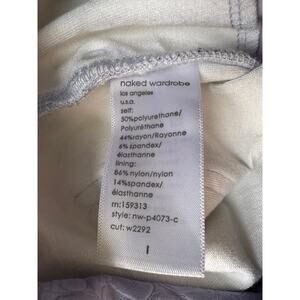 naked wardrobe
los angeles
u.s.a.
self:
50%polyurethane/
Polyuréthane
44%rayon/Rayonne
6%spandex/
élasthanne
lining:
86%nylon/nylon
14%spandex/
élasthanne
rn:159313
style: nw-p4073-c
cut: w2292
l